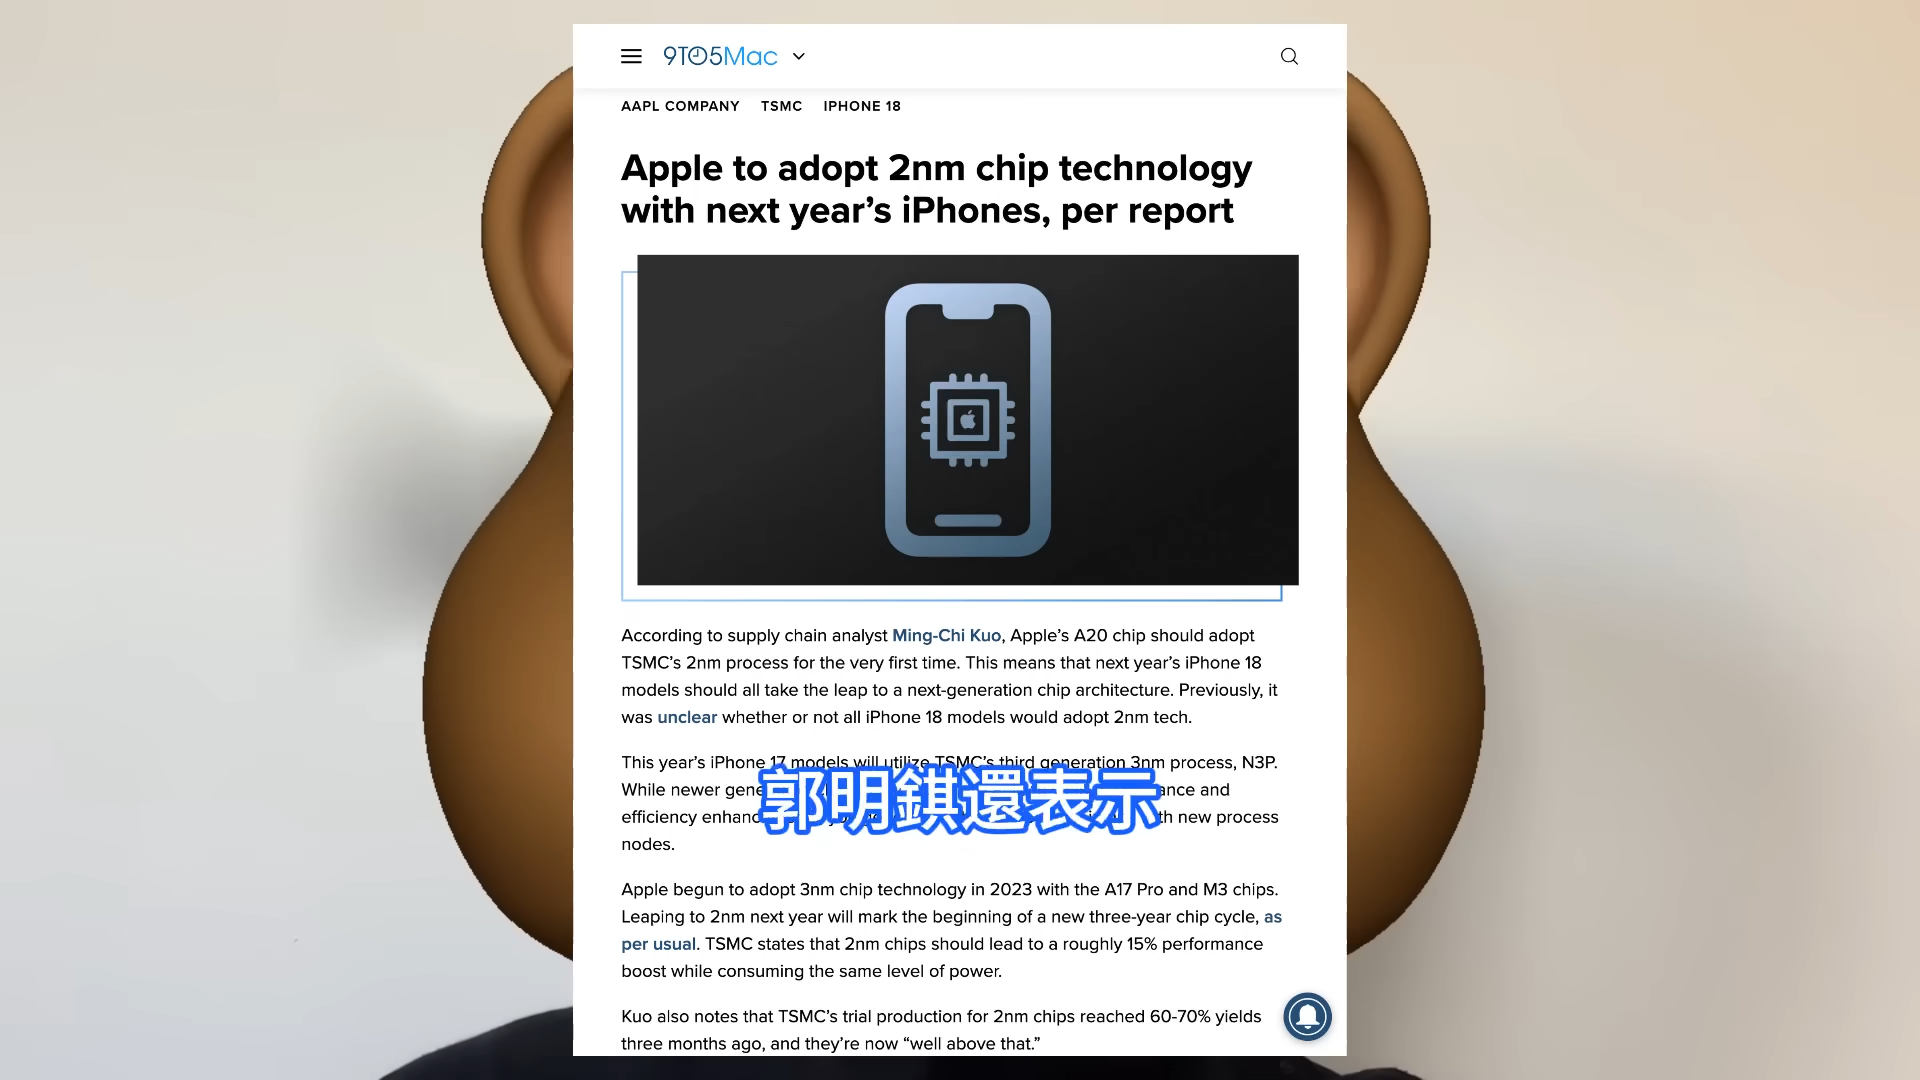 9TO5Mac
AAPL COMPANY TSMC IPHONE 18
Apple to adopt 2nm chip technology
with next year’s iPhones, per report
According to supply chain analyst Ming-Chi Kuo, Apple’s A20 chip should adopt
TSMC’s 2nm process for the very first time. This means that next year’s iPhone 18
models should all take the leap to a next-generation chip architecture. Previously, it
was unclear whether or not all iPhone 18 models would adopt 2nm tech.
This year’s iPhone 17 models will utilize TSMC’s third generation 3nm process, N3P.
While newer and
efficiency new process
nodes.
郭明錤還表示
Apple begun to adopt 3nm chip technology in 2023 with the A17 Pro and M3 chips.
Leaping to 2nm next year will mark the beginning of a new three-year chip cycle, as
per usual. TSMC states that 2nm chips should lead to a roughly 15% performance
boost while consuming the same level of power.
Kuo also notes that TSMC’s trial production for 2nm chips reached 60-70% yields
three months ago, and they’re now “well above that.”